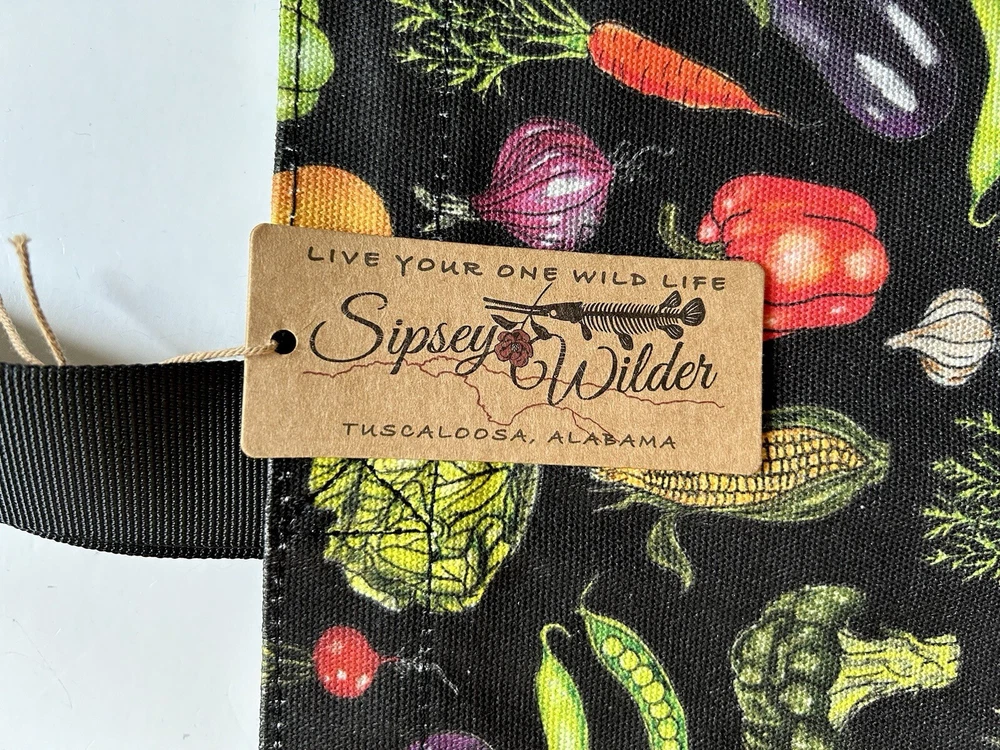 LIVE YOUR ONE WILD LIFE
Sipsey
Wilder
TUSCALOOSA, ALABAMA